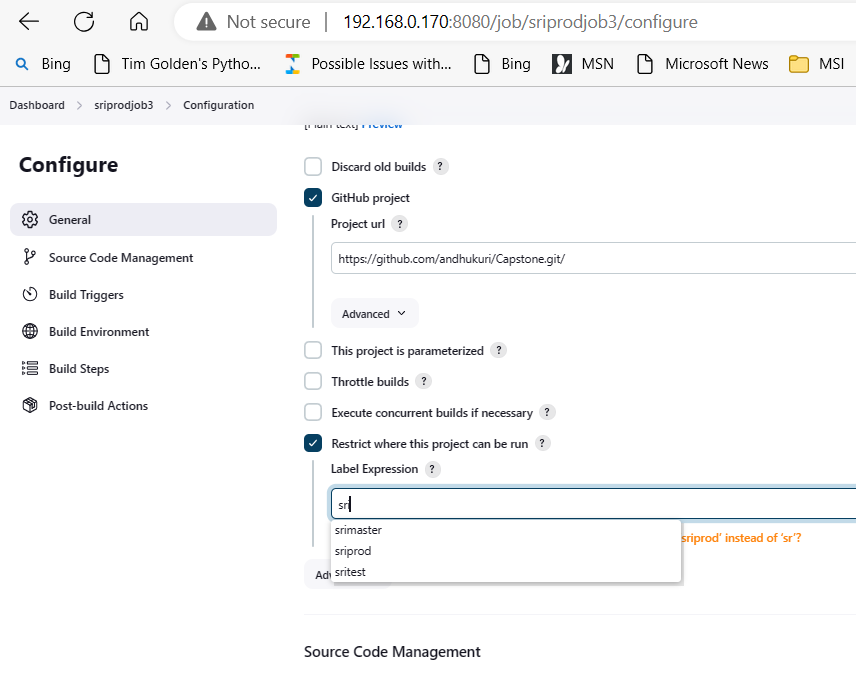 Not secure | 192.168.0.170:8080/job/sriprodjob3/configure
Bing Tim Golden's Pytho... Possible Issues with... Bing MSN Microsoft News MSI
Dashboard > sriprodjob3 > Configuration
[Plain text] Preview
Configure
General
Source Code Management
Build Triggers
Build Environment
Build Steps
Post-build Actions
Discard old builds ?
GitHub project
Project url ?
https://github.com/andhukuri/Capstone.git/
Advanced
This project is parameterized ?
Throttle builds ?
Execute concurrent builds if necessary ?
Restrict where this project can be run ?
Label Expression ?
sri
srimaster
sriprod' instead of 'sr'?
sriprod
sritest
Adv
Source Code Management